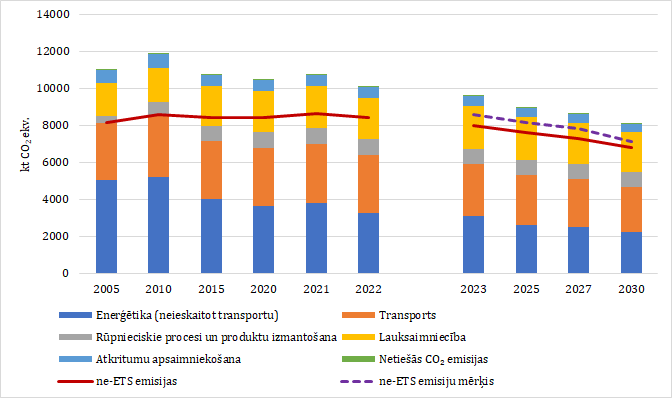 14000
12000
10000
8000
6000
4000
2000
0
kt CO₂ ekv.
2005 2010 2015 2020 2021 2022 2023 2025 2027 2030
Enerģētika (neieskaitot transportu) Transports
Rūpnieciskie procesi un produktu izmantošana Lauksaimniecība
Atkritumu apsaimniekošana Netiešās CO₂ emisijas
ne-ETS emisijas ne-ETS emisiju mērķis